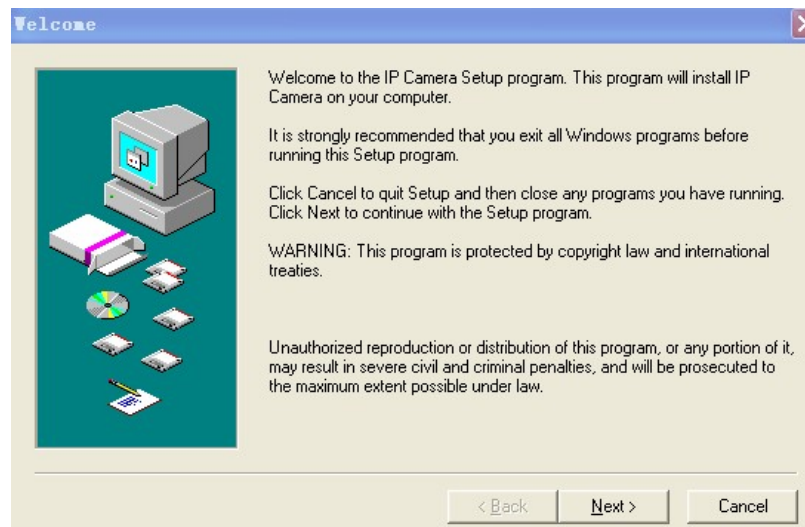 Welcome
Welcome to the IP Camera Setup program. This program will install IP
Camera on your computer.
It is strongly recommended that you exit all Windows programs before
running this Setup program.
Click Cancel to quit Setup and then close any programs you have running.
Click Next to continue with the Setup program.
WARNING: This program is protected by copyright law and international
treaties.
Unauthorized reproduction or distribution of this program, or any portion of it,
may result in severe civil and criminal penalties, and will be prosecuted to
the maximum extent possible under law.
< Back Next > Cancel